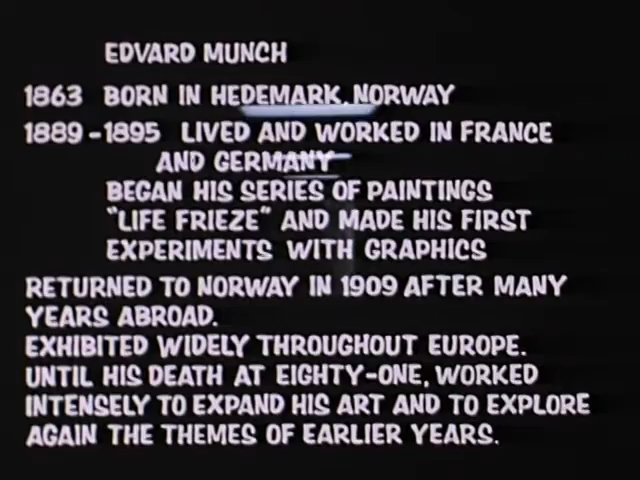 EDVARD MUNCH
1863 BORN IN HEDEMARK, NORWAY
1889-1895 LIVED AND WORKED IN FRANCE
AND GERMANY
BEGAN HIS SERIES OF PAINTINGS
"LIFE FRIEZE" AND MADE HIS FIRST
EXPERIMENTS WITH GRAPHICS
RETURNED TO NORWAY IN 1909 AFTER MANY
YEARS ABROAD.
EXHIBITED WIDELY THROUGHOUT EUROPE.
UNTIL HIS DEATH AT EIGHTY-ONE, WORKED
INTENSELY TO EXPAND HIS ART AND TO EXPLORE
AGAIN THE THEMES OF EARLIER YEARS.